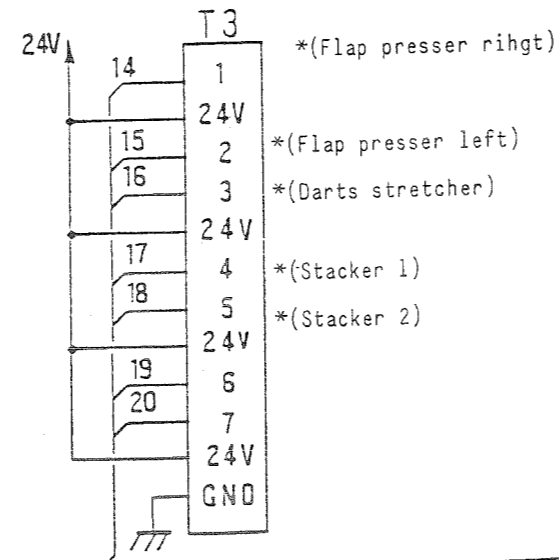 T3
24V
*(Flap presser rihgt)
14 1
24V
15 2 *(Flap presser left)
16 3 *(Darts stretcher)
24V
17 4 *(Stacker 1)
18 5 *(Stacker 2)
24V
19 6
20 7
24V
GND